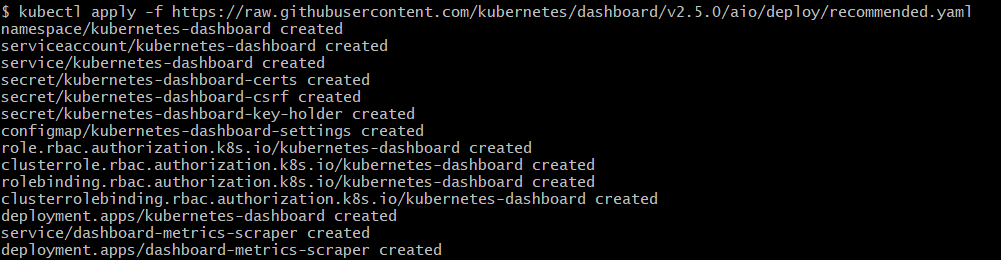 $ kubectl apply -f https://raw.githubusercontent.com/kubernetes/dashboard/v2.5.0/aio/deploy/recommended.yaml
namespace/kubernetes-dashboard created
serviceaccount/kubernetes-dashboard created
service/kubernetes-dashboard created
secret/kubernetes-dashboard-certs created
secret/kubernetes-dashboard-csrf created
secret/kubernetes-dashboard-key-holder created
configmap/kubernetes-dashboard-settings created
role.rbac.authorization.k8s.io/kubernetes-dashboard created
clusterrole.rbac.authorization.k8s.io/kubernetes-dashboard created
rolebinding.rbac.authorization.k8s.io/kubernetes-dashboard created
clusterrolebinding.rbac.authorization.k8s.io/kubernetes-dashboard created
deployment.apps/kubernetes-dashboard created
service/dashboard-metrics-scraper created
deployment.apps/dashboard-metrics-scraper created